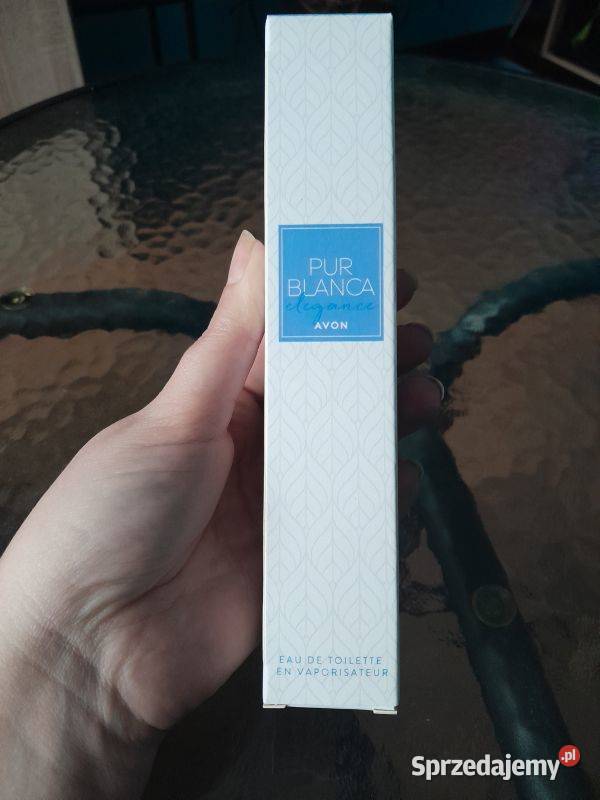 PUR
BLANCA
elegance
AVON
EAU DE TOILETTE
EN VAPORISATEUR
Sprzedajemy.pl